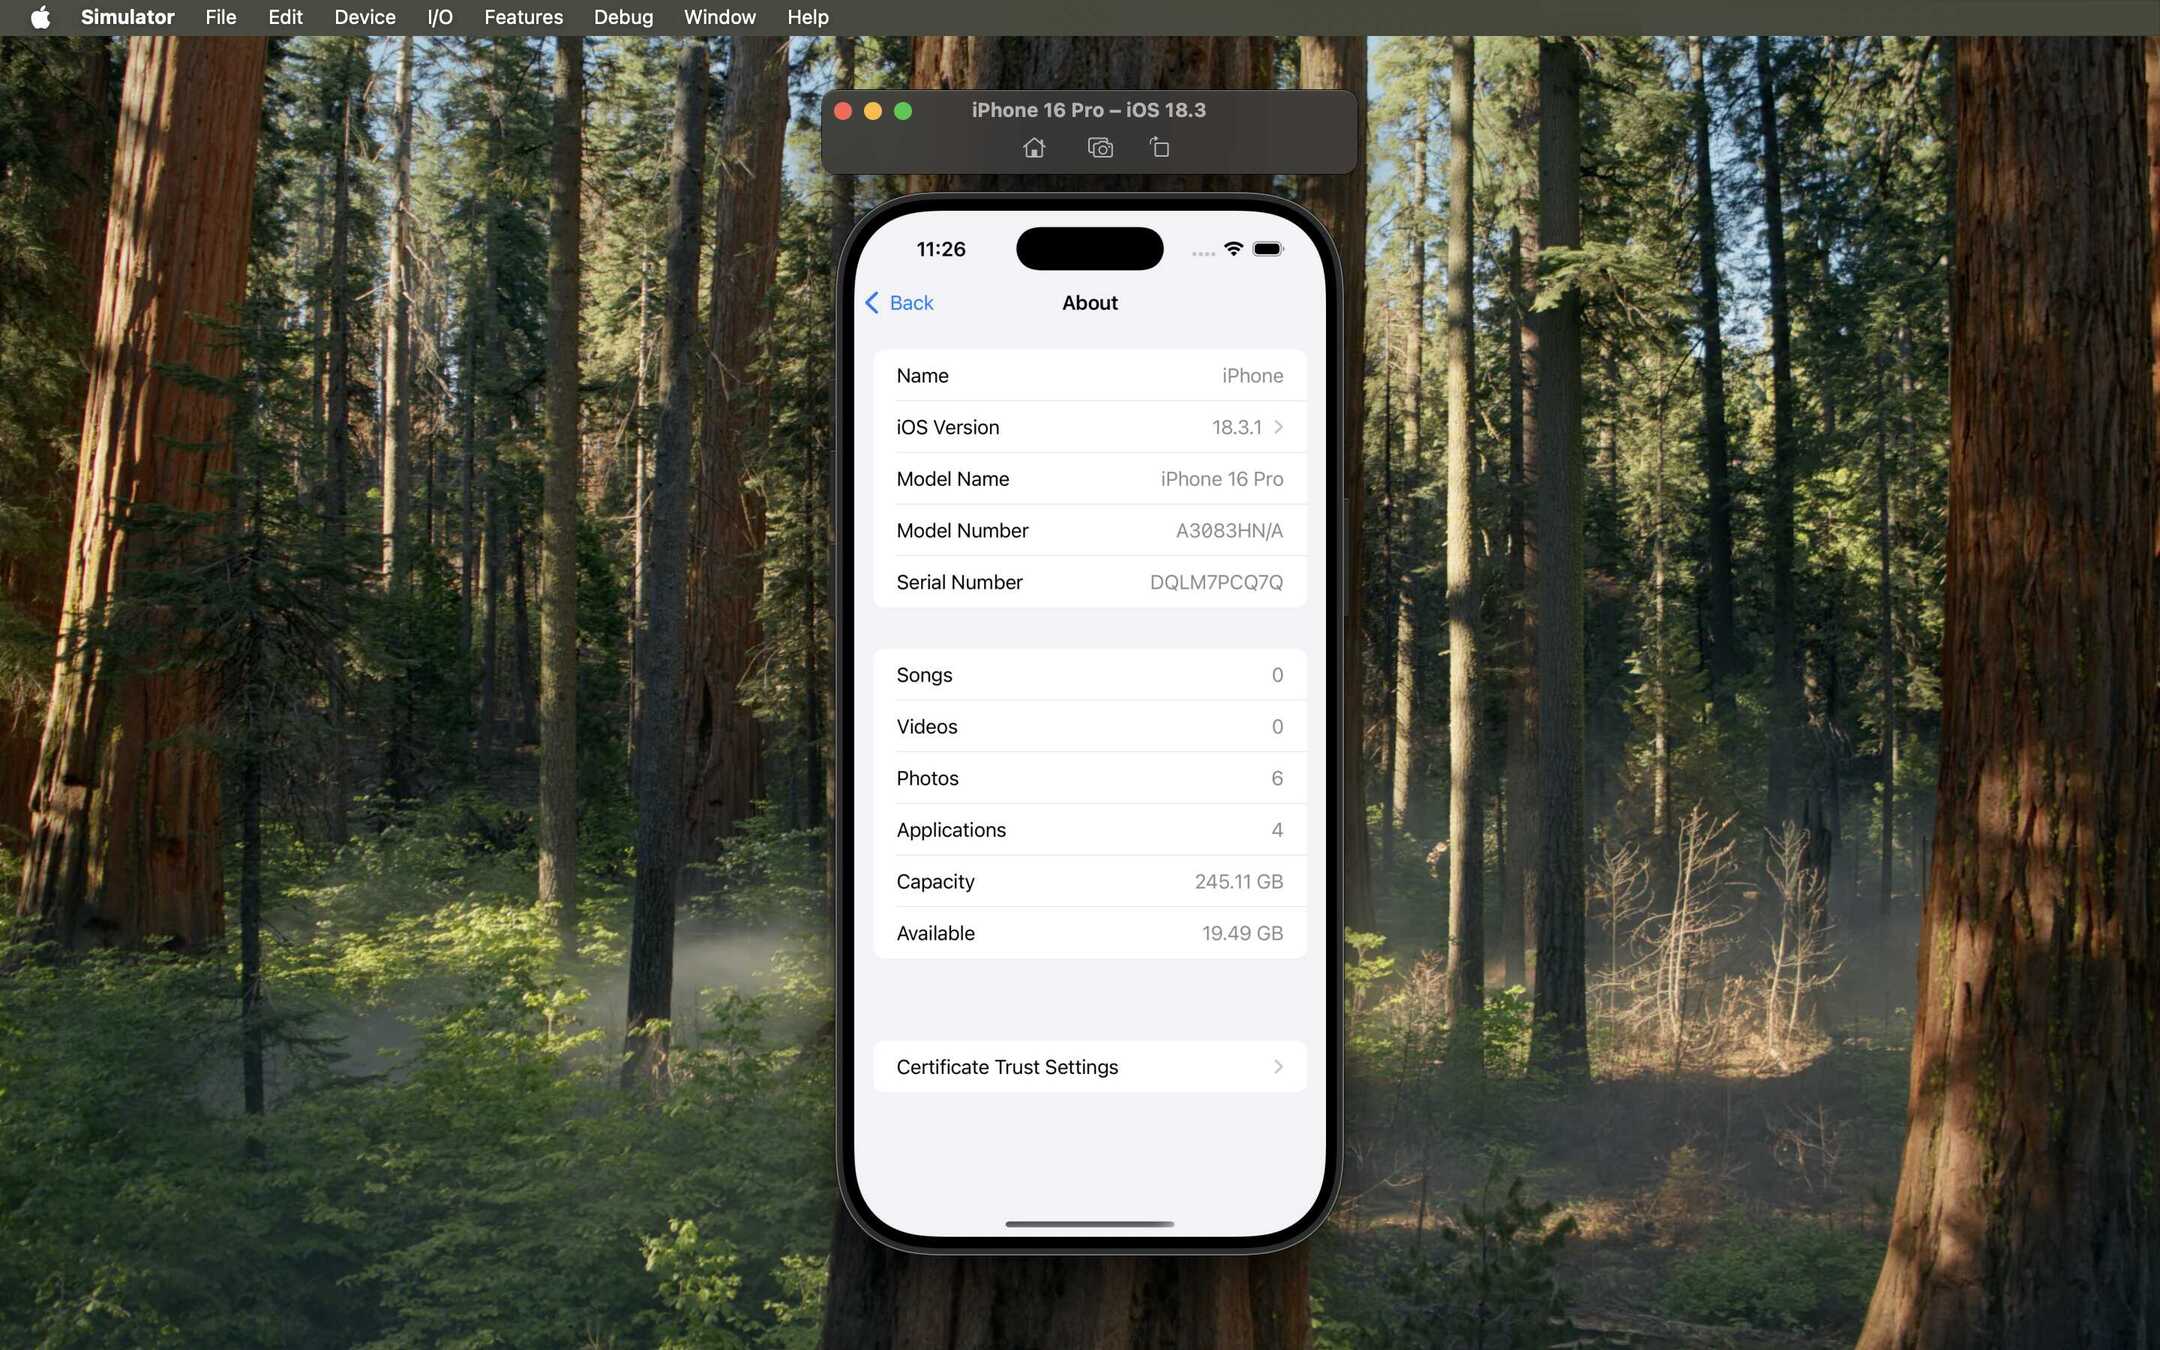 Simulator File Edit Device I/O Features Debug Window Help
iPhone 16 Pro – iOS 18.3
11:26
Back About
Name iPhone
iOS Version 18.3.1
Model Name iPhone 16 Pro
Model Number A3083HN/A
Serial Number DQLM7PCQ7Q
Songs 0
Videos 0
Photos 6
Applications 4
Capacity 245.11 GB
Available 19.49 GB
Certificate Trust Settings